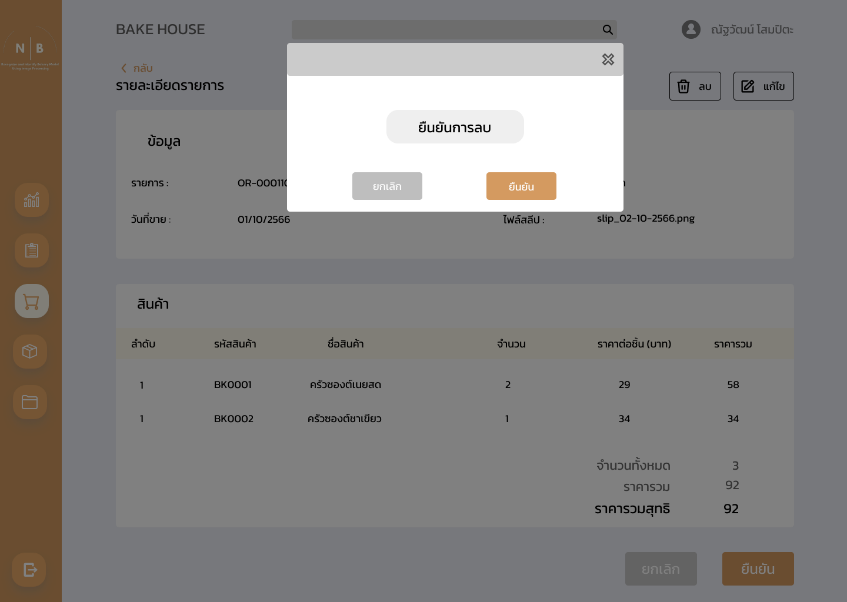 BAKE HOUSE
ณัฐวัฒน์ โสมปิตะ
N B
กลับ
รายละเอียดรายการ
ลบ
แก้ไข
ยืนยันการลบ
ยกเลิก
ยืนยัน
ข้อมูล
รายการ :
OR-000110
วันที่ขาย :
01/10/2566
ไฟล์สลีป :
slip_02-10-2566.png
สินค้า
ลำดับ รหัสสินค้า ชื่อสินค้า จำนวน ราคาต่อชิ้น (บาท) ราคารวม
1 BK0001 ครัวซองต์เนยสด 2 29 58
1 BK0002 ครัวซองต์ชาเขียว 1 34 34
จำนวนทั้งหมด 3
ราคารวม 92
ราคารวมสุทธิ 92
ยกเลิก
ยืนยัน